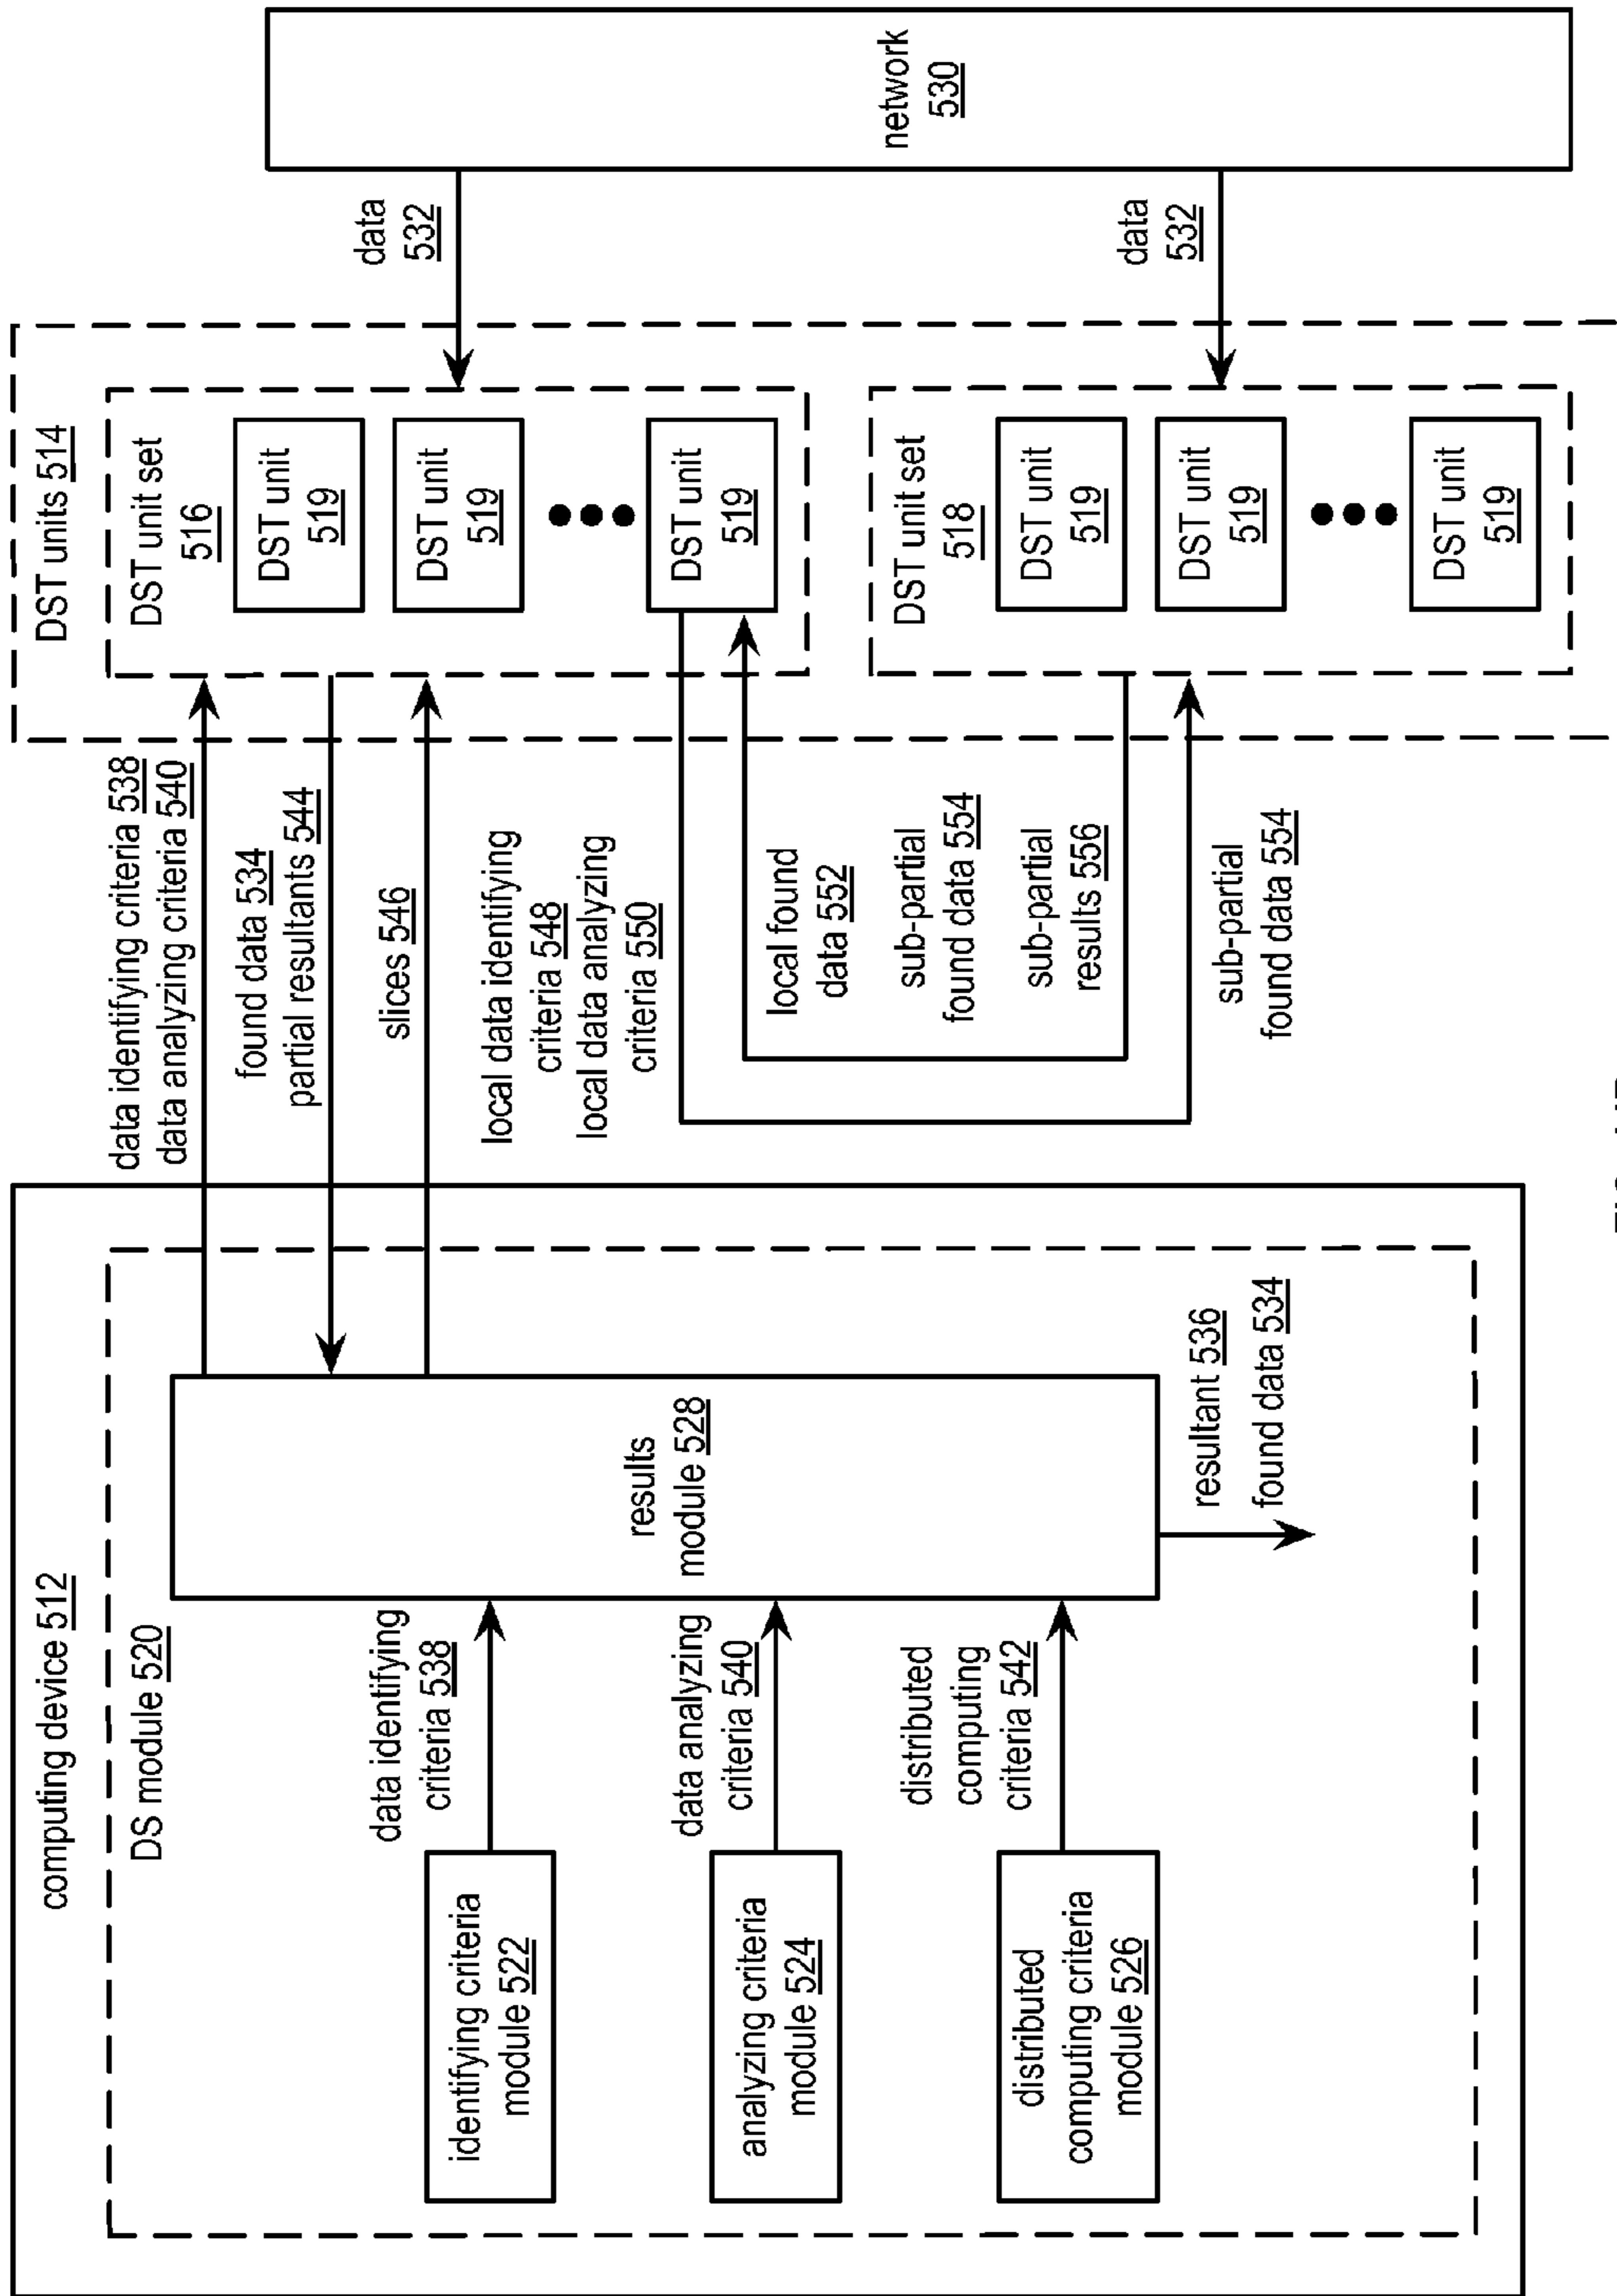 computing device 512
DS module 520
identifying criteria
module 522
data identifying
criteria 538
analyzing criteria
module 524
data analyzing
criteria 540
distributed
computing criteria
module 526
distributed
computing
criteria 542
results
module 528
resultant 536
found data 534
data identifying criteria 538
data analyzing criteria 540
found data 534
partial resultants 544
slices 546
local data identifying
criteria 548
local data analyzing
criteria 550
local found
data 552
sub-partial
found data 554
sub-partial
results 556
sub-partial
found data 554
DST units 514
DST unit set
516
DST unit
519
DST unit
519
DST unit
519
DST unit set
518
DST unit
519
DST unit
519
DST unit
519
data
532
data
532
network
530